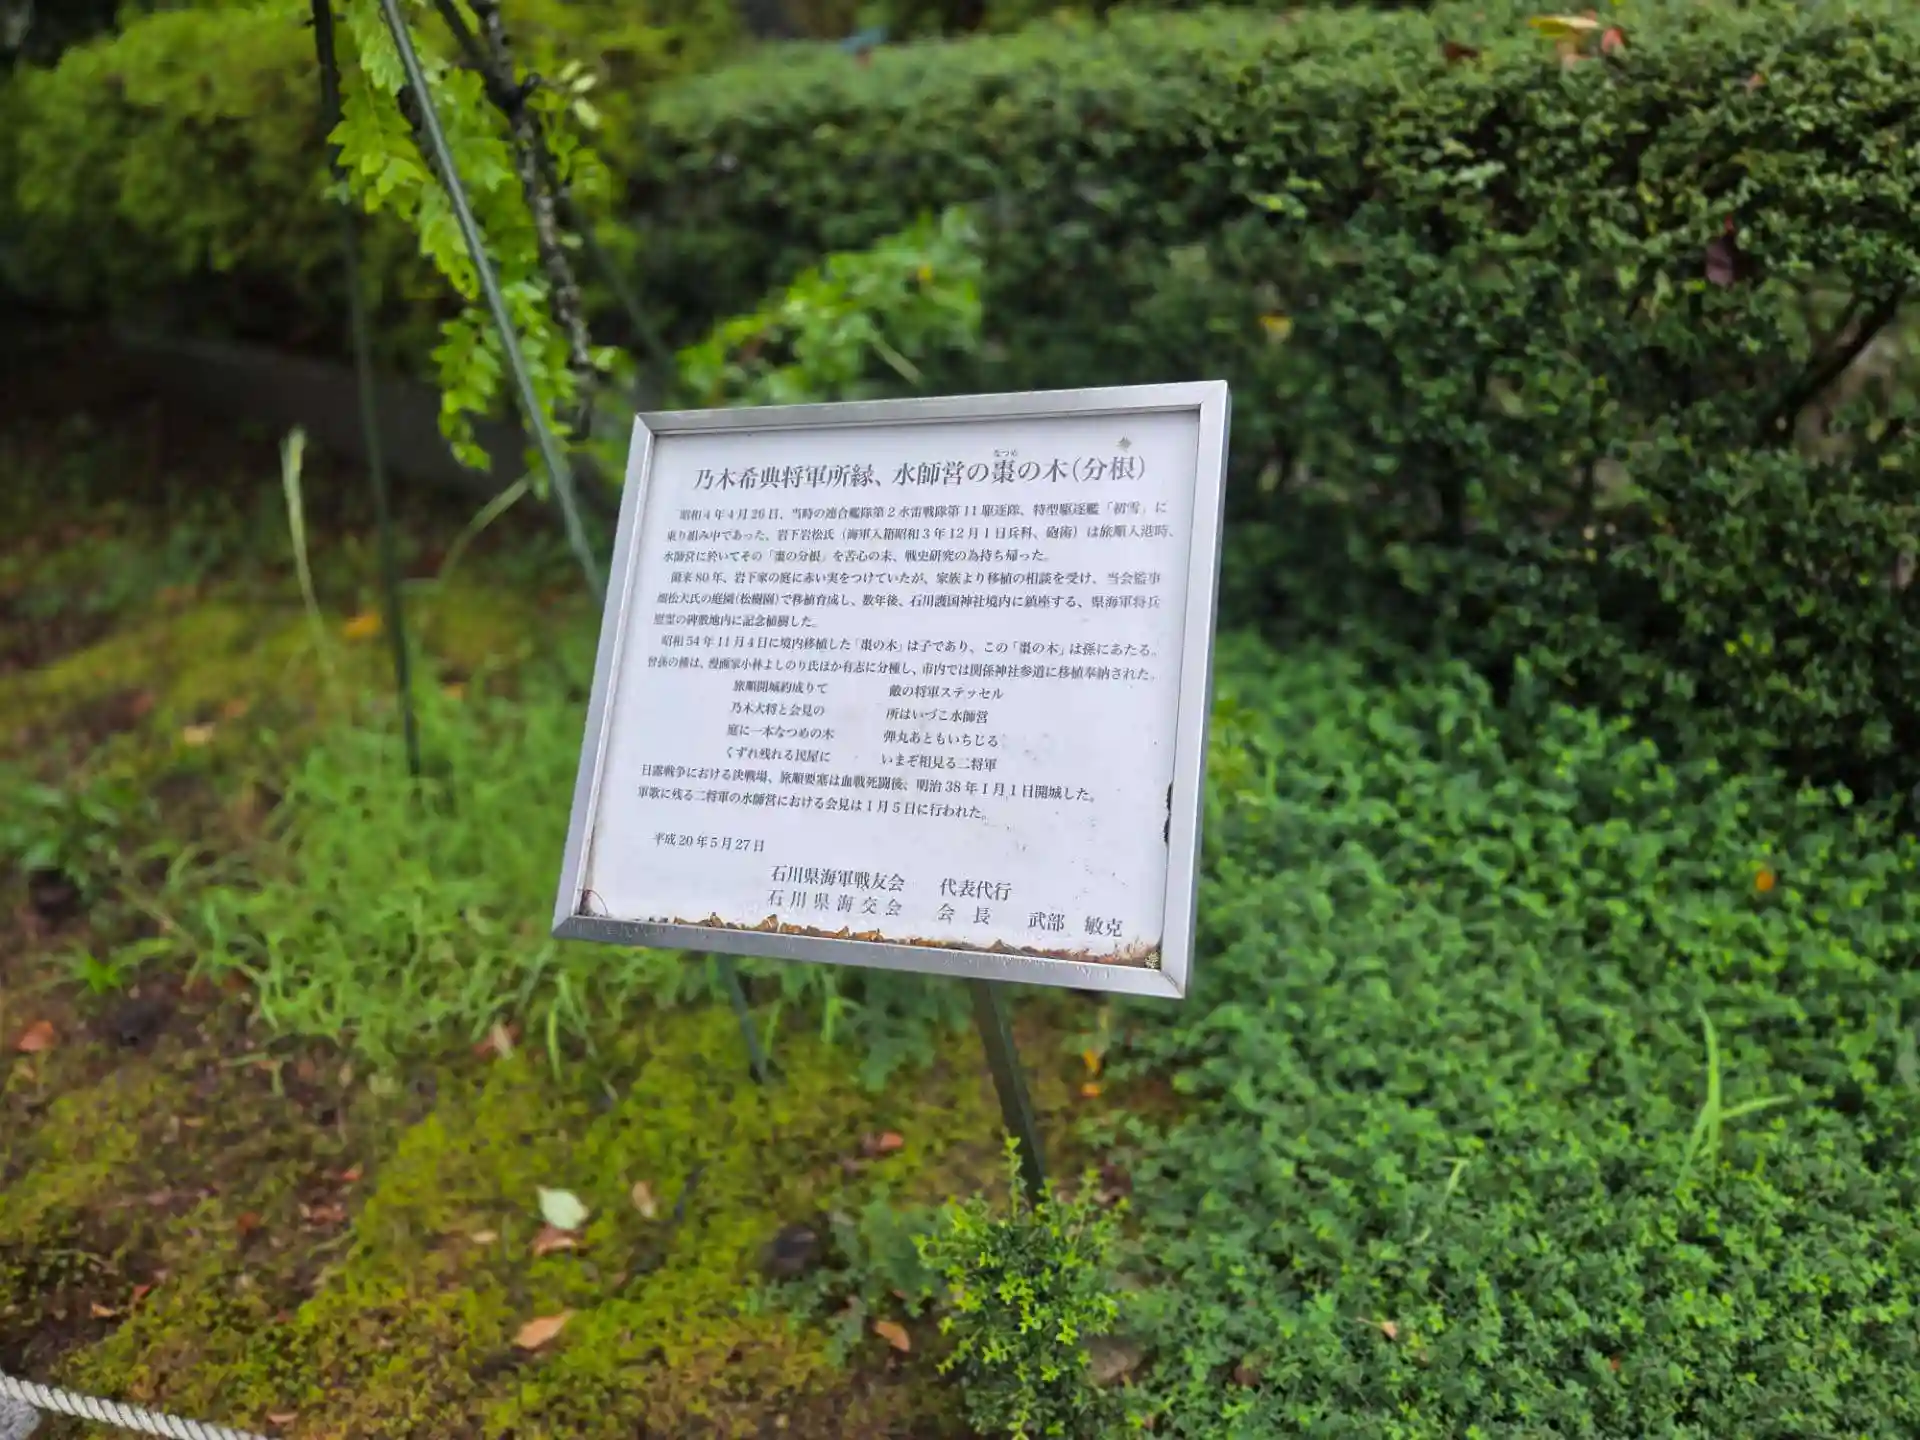 なつめ
乃木希典将軍所縁、水師営の棗の木(分根)
昭和4年4月26日、当時の連合艦隊第2水雷戦隊第11駆逐隊、特型駆逐艦「初雪」に
乗り組み中であった、岩下岩松氏(海軍入籍昭和3年12月1日兵科、砲術)は旅順入港時、
水師営に於いてその「棗の分根」を苦心の末、戦史研究の為持ち帰った。
爾来80年、岩下家の庭に赤い実をつけていたが、家族より移植の相談を受け、当会監事
松大氏の庭園(松樹園)で移植育成し、数年後、石川護国神社境内に鎮座する、県海軍将兵
慰霊の碑敷地内に記念植樹した。
昭和54年11月4日に境内移植した「棗の木」は子であり、この「棗の木」は孫にあたる。
曾孫の棗は、漫画家小林よしのり氏ほか有志に分種し、市内では関係神社参道に移植奉納された。
旅順開城約成りて 敵の将軍ステッセル
乃木大将と会見の 所はいづこ水師営
庭に一本なつめの木 弾丸あともいちじるく
くずれ残れる民屋に いまぞ相見る二将軍
日露戦争における決戦場、旅順要塞は血戦死闘後、明治38年1月1日開城した。
軍歌に残る二将軍の水師営における会見は1月5日に行われた。
平成20年5月27日
石川県海軍戦友会 代表代行
石川県海交会 会長 武部 敏克